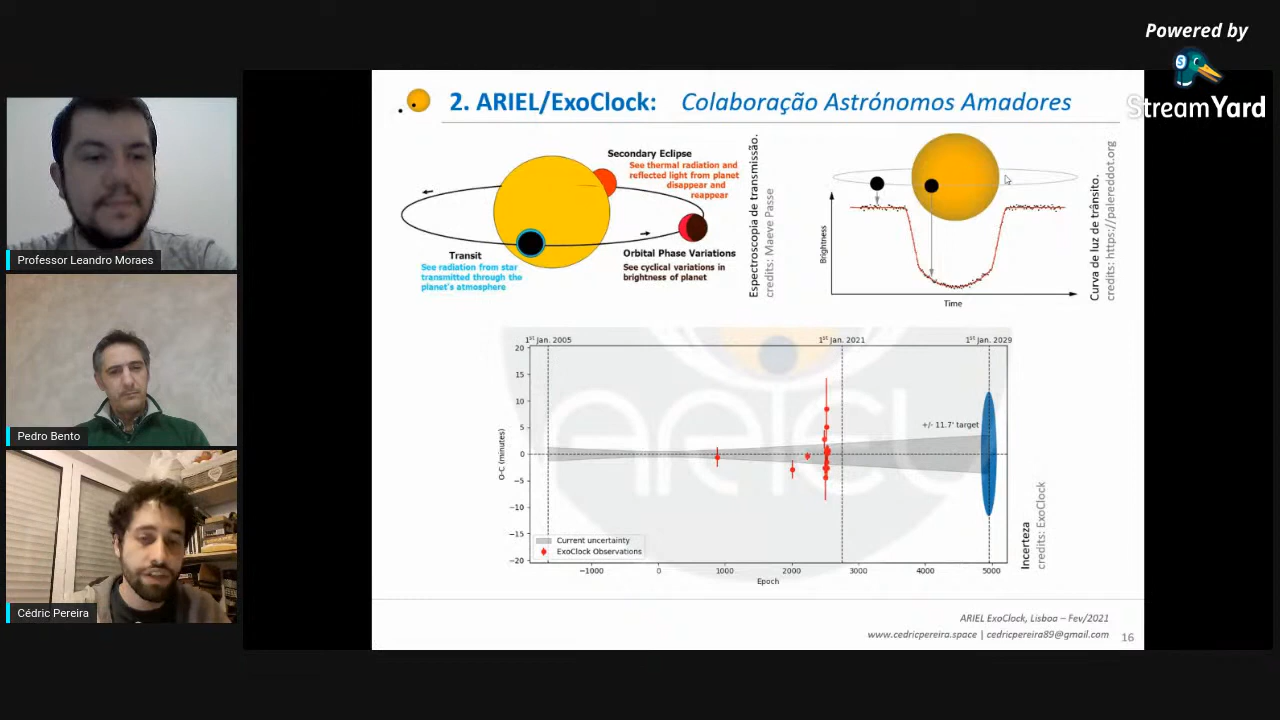 Powered by
StreamYard
Professor Leandro Moraes
Pedro Bento
Cédric Pereira
2. ARIEL/ExoClock: Colaboração Astrónomos Amadores
Secondary Eclipse
See thermal radiation and
reflected light from planet
disappear and
reappear
Transit
See radiation from star
transmitted through the
planet's atmosphere
Orbital Phase Variations
See cyclical variations in
brightness of planet
Espectroscopia de transmissão.
credits: Maeve Passe
Brightness
Time
Curva de luz de trânsito.
credits: https://palereddot.org
1st Jan. 2005
1st Jan. 2021
1st Jan. 2029
20
15
10
5
0
−5
−10
−15
−20
O-C (minutes)
+/- 11.7' target
ARIEL
Current uncertainty
ExoClock Observations
−1000
0
1000
2000
3000
4000
5000
Epoch
Incerteza
credits: ExoClock
ARIEL ExoClock, Lisboa – Fev/2021
www.cedricpereira.space | cedricpereira89@gmail.com
16